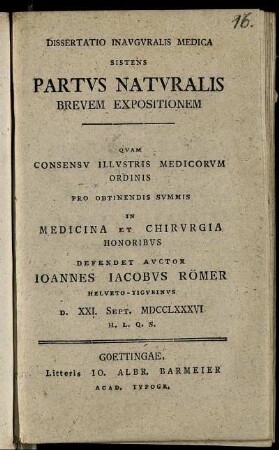 16.
DISSERTATIO INAVGVRALIS MEDICA
SISTENS
PARTVS NATVRALIS
BREVEM EXPOSITIONEM
QVAM
CONSENSV ILLVSTRIS MEDICORVM
ORDINIS
PRO OBTINENDIS SVMMIS
IN
MEDICINA ET CHIRVRGIA
HONORIBVS
DEFENDET AVCTOR
IOANNES IACOBVS RÖMER
HELVETO-TIGVRINVS
D. XXI. SEPT. MDCCLXXXVI
H. L. Q. S.
GOETTINGAE,
Litteris IO. ALBR. BARMEIER
ACAD. TYPOGR.